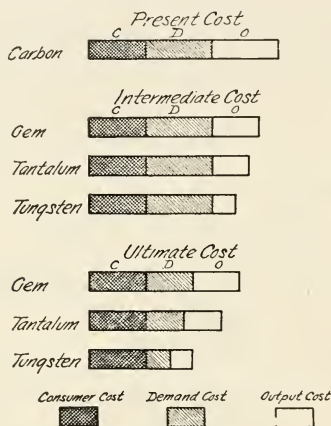 Present Cost
C D O
Carbon
Intermediate Cost
C D O
Gem
Tantalum
Tungsten
Ultimate Cost
C D O
Gem
Tantalum
Tungsten
Consumer Cost Demand Cost Output Cost